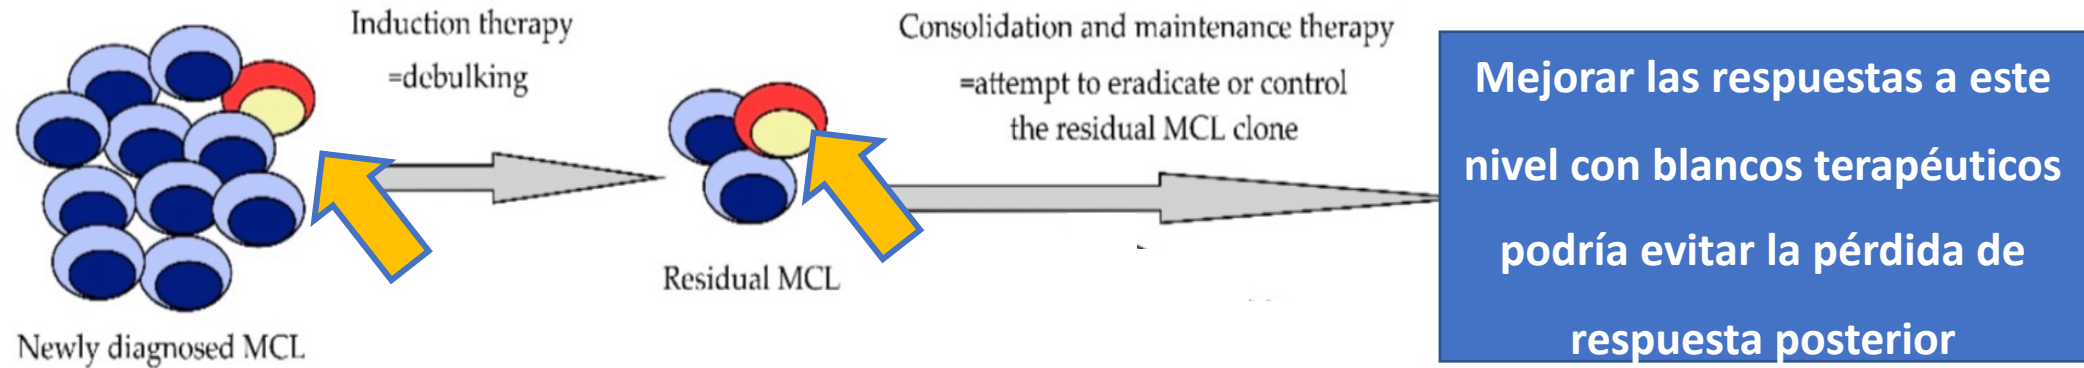 Induction therapy
=debulking
Consolidation and maintenance therapy
=attempt to eradicate or control
the residual MCL clone
Mejorar las respuestas a este
nivel con blancos terapéuticos
podría evitar la pérdida de
respuesta posterior
Residual MCL
Newly diagnosed MCL